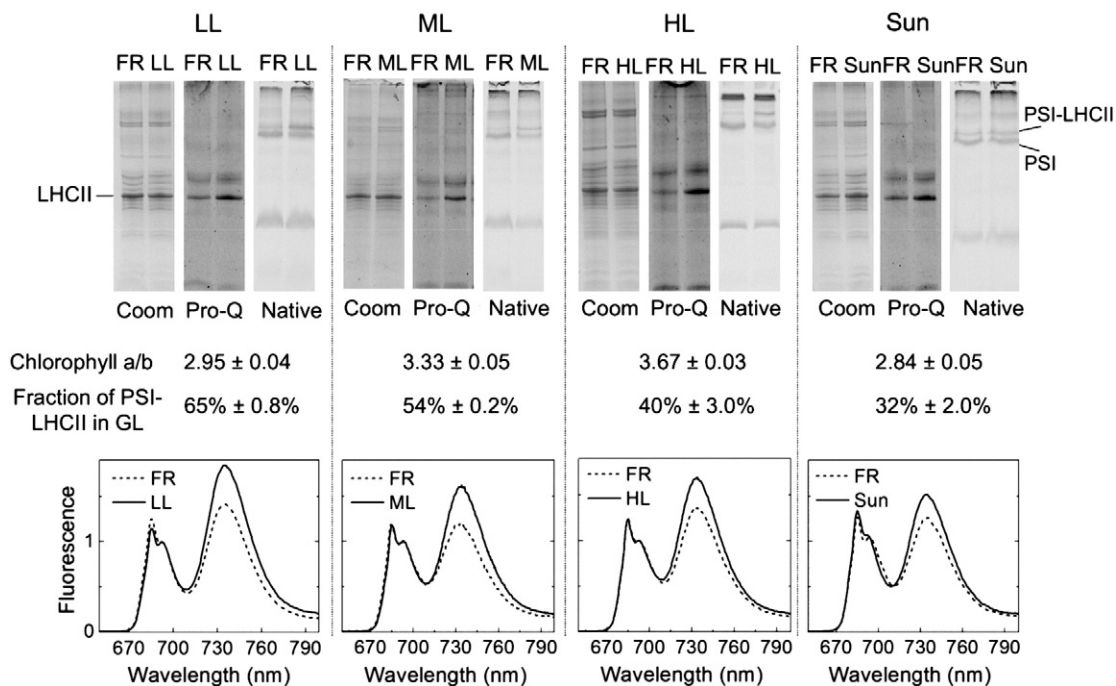 LL ML HL Sun
FR LL FR LL FR LL FR ML FR ML FR ML FR HL FR HL FR HL FR Sun FR Sun FR Sun
PSI-LHCII
PSI
LHCII
Coom Pro-Q Native Coom Pro-Q Native Coom Pro-Q Native Coom Pro-Q Native
Chlorophyll a/b 2.95 ± 0.04 3.33 ± 0.05 3.67 ± 0.03 2.84 ± 0.05
Fraction of PSI-
LHCII in GL 65% ± 0.8% 54% ± 0.2% 40% ± 3.0% 32% ± 2.0%
FR FR FR FR
LL ML HL Sun
Fluorescence
1
0
670 700 730 760 790 670 700 730 760 790 670 700 730 760 790 670 700 730 760 790
Wavelength (nm) Wavelength (nm) Wavelength (nm) Wavelength (nm)